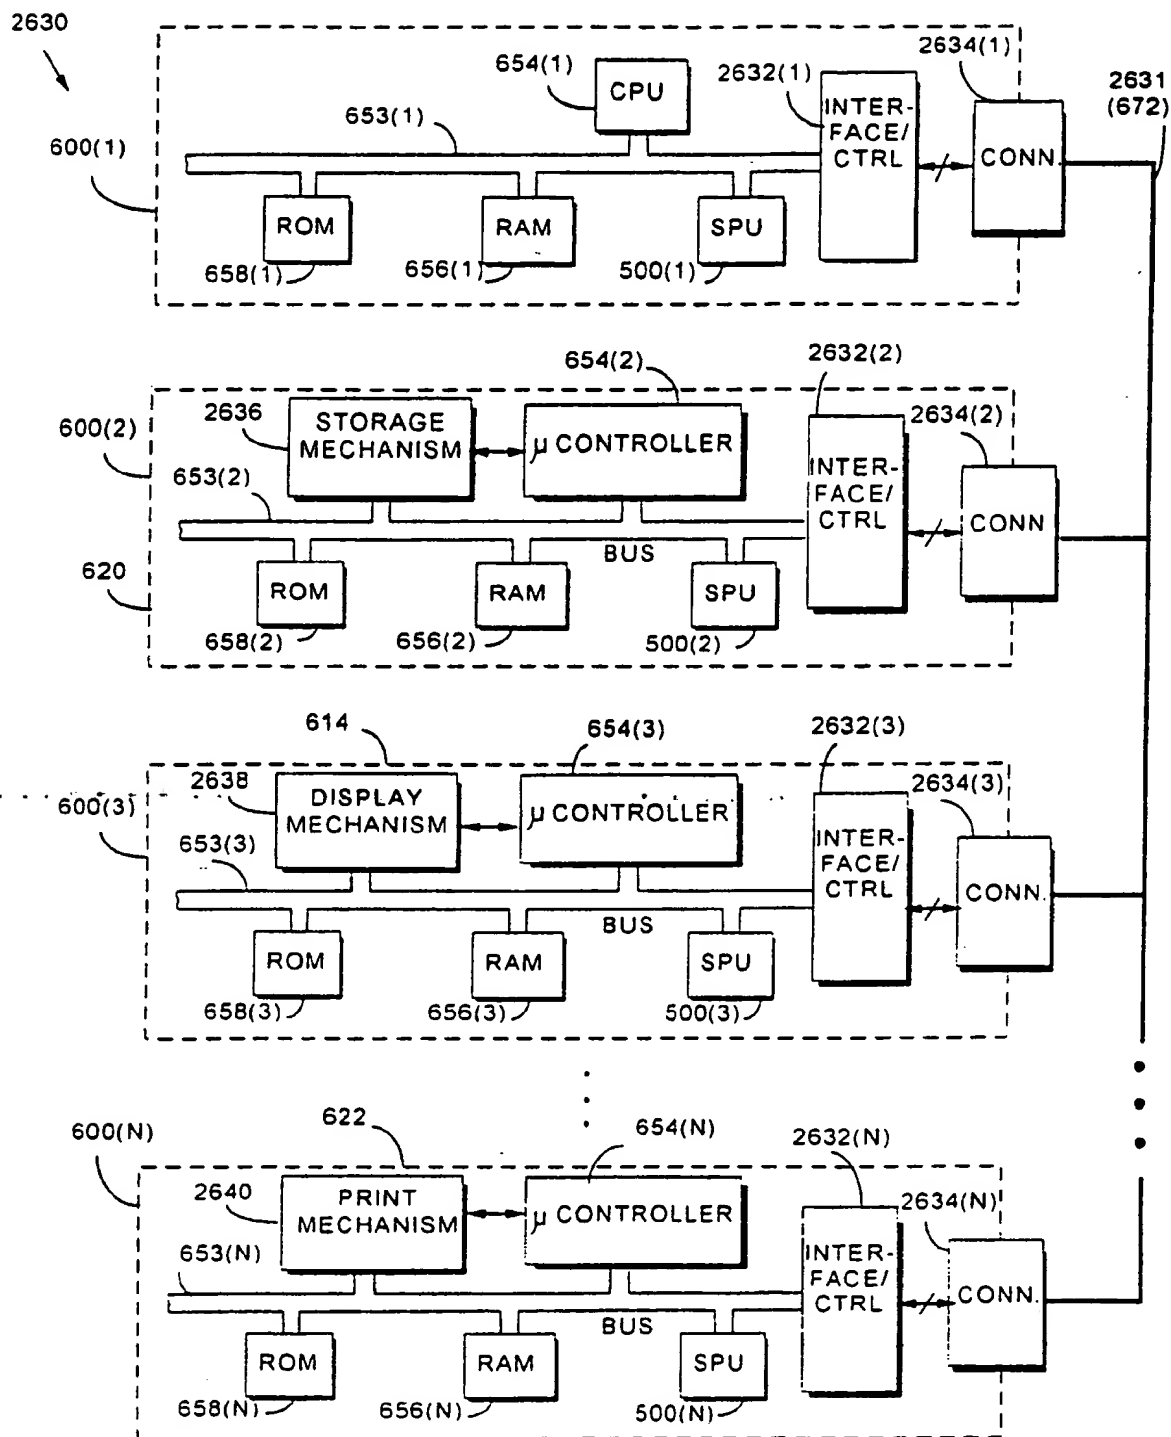 2630
2634(1)
654(1)
2632(1)
2631
(672)
CPU
INTER-
FACE/
CTRL
653(1)
600(1)
CONN.
ROM
RAM
SPU
658(1)
656(1)
500(1)
2632(2)
654(2)
2636
STORAGE
MECHANISM
μ CONTROLLER
2634(2)
600(2)
INTER-
FACE/
CTRL
653(2)
CONN
BUS
620
ROM
RAM
SPU
658(2)
656(2)
500(2)
614
654(3)
2632(3)
2638
DISPLAY
MECHANISM
μ CONTROLLER
2634(3)
600(3)
INTER-
FACE/
CTRL
653(3)
CONN.
BUS
ROM
RAM
SPU
658(3)
656(3)
500(3)
622
600(N)
654(N)
2632(N)
2640
PRINT
MECHANISM
μ CONTROLLER
2634(N)
653(N)
INTER-
FACE/
CTRL
CONN.
BUS
ROM
RAM
SPU
658(N)
656(N)
500(N)